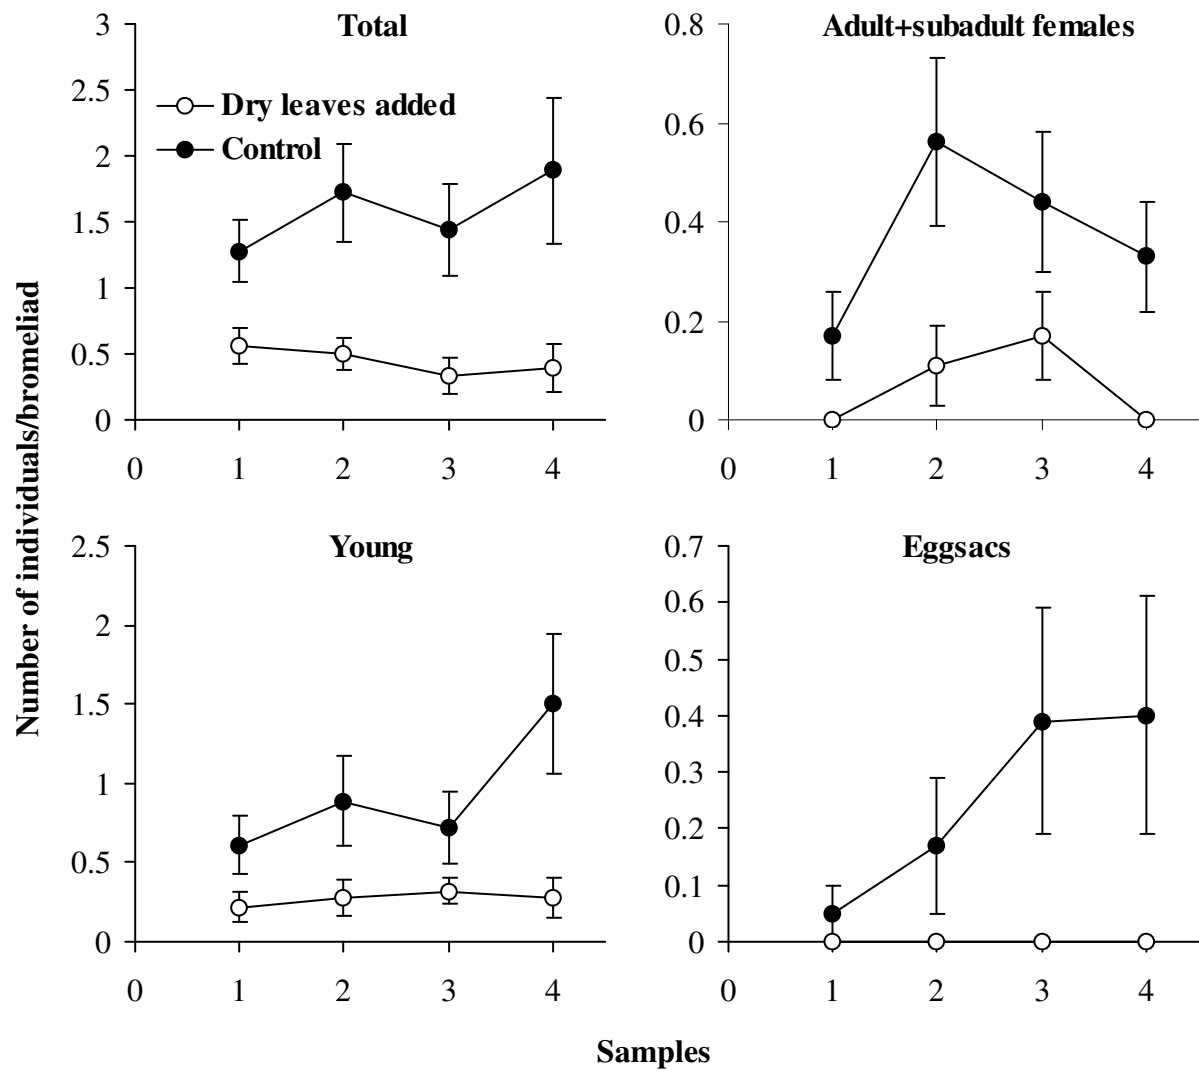 Total
3
2.5
2
1.5
1
0.5
0
0 1 2 3 4
Dry leaves added
Control
Adult+subadult females
0.8
0.6
0.4
0.2
0
0 1 2 3 4
Number of individuals/bromeliad
Young
2.5
2
1.5
1
0.5
0
0 1 2 3 4
Eggsacs
0.7
0.6
0.5
0.4
0.3
0.2
0.1
0
0 1 2 3 4
Samples